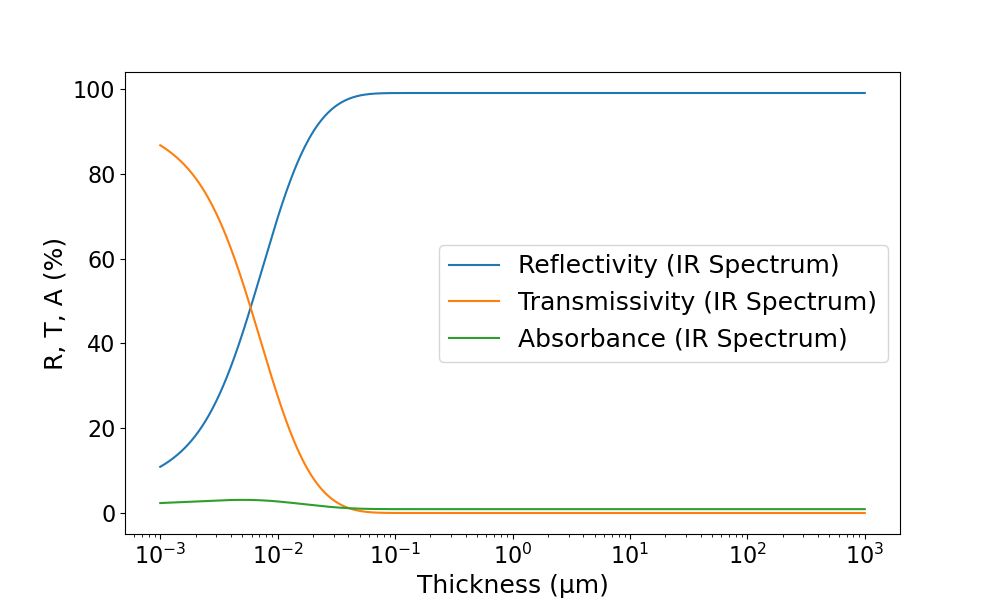 100
80
60
40
20
0
R, T, A (%)
Reflectivity (IR Spectrum)
Transmissivity (IR Spectrum)
Absorbance (IR Spectrum)
10⁻³ 10⁻² 10⁻¹ 10⁰ 10¹ 10² 10³
Thickness (μm)